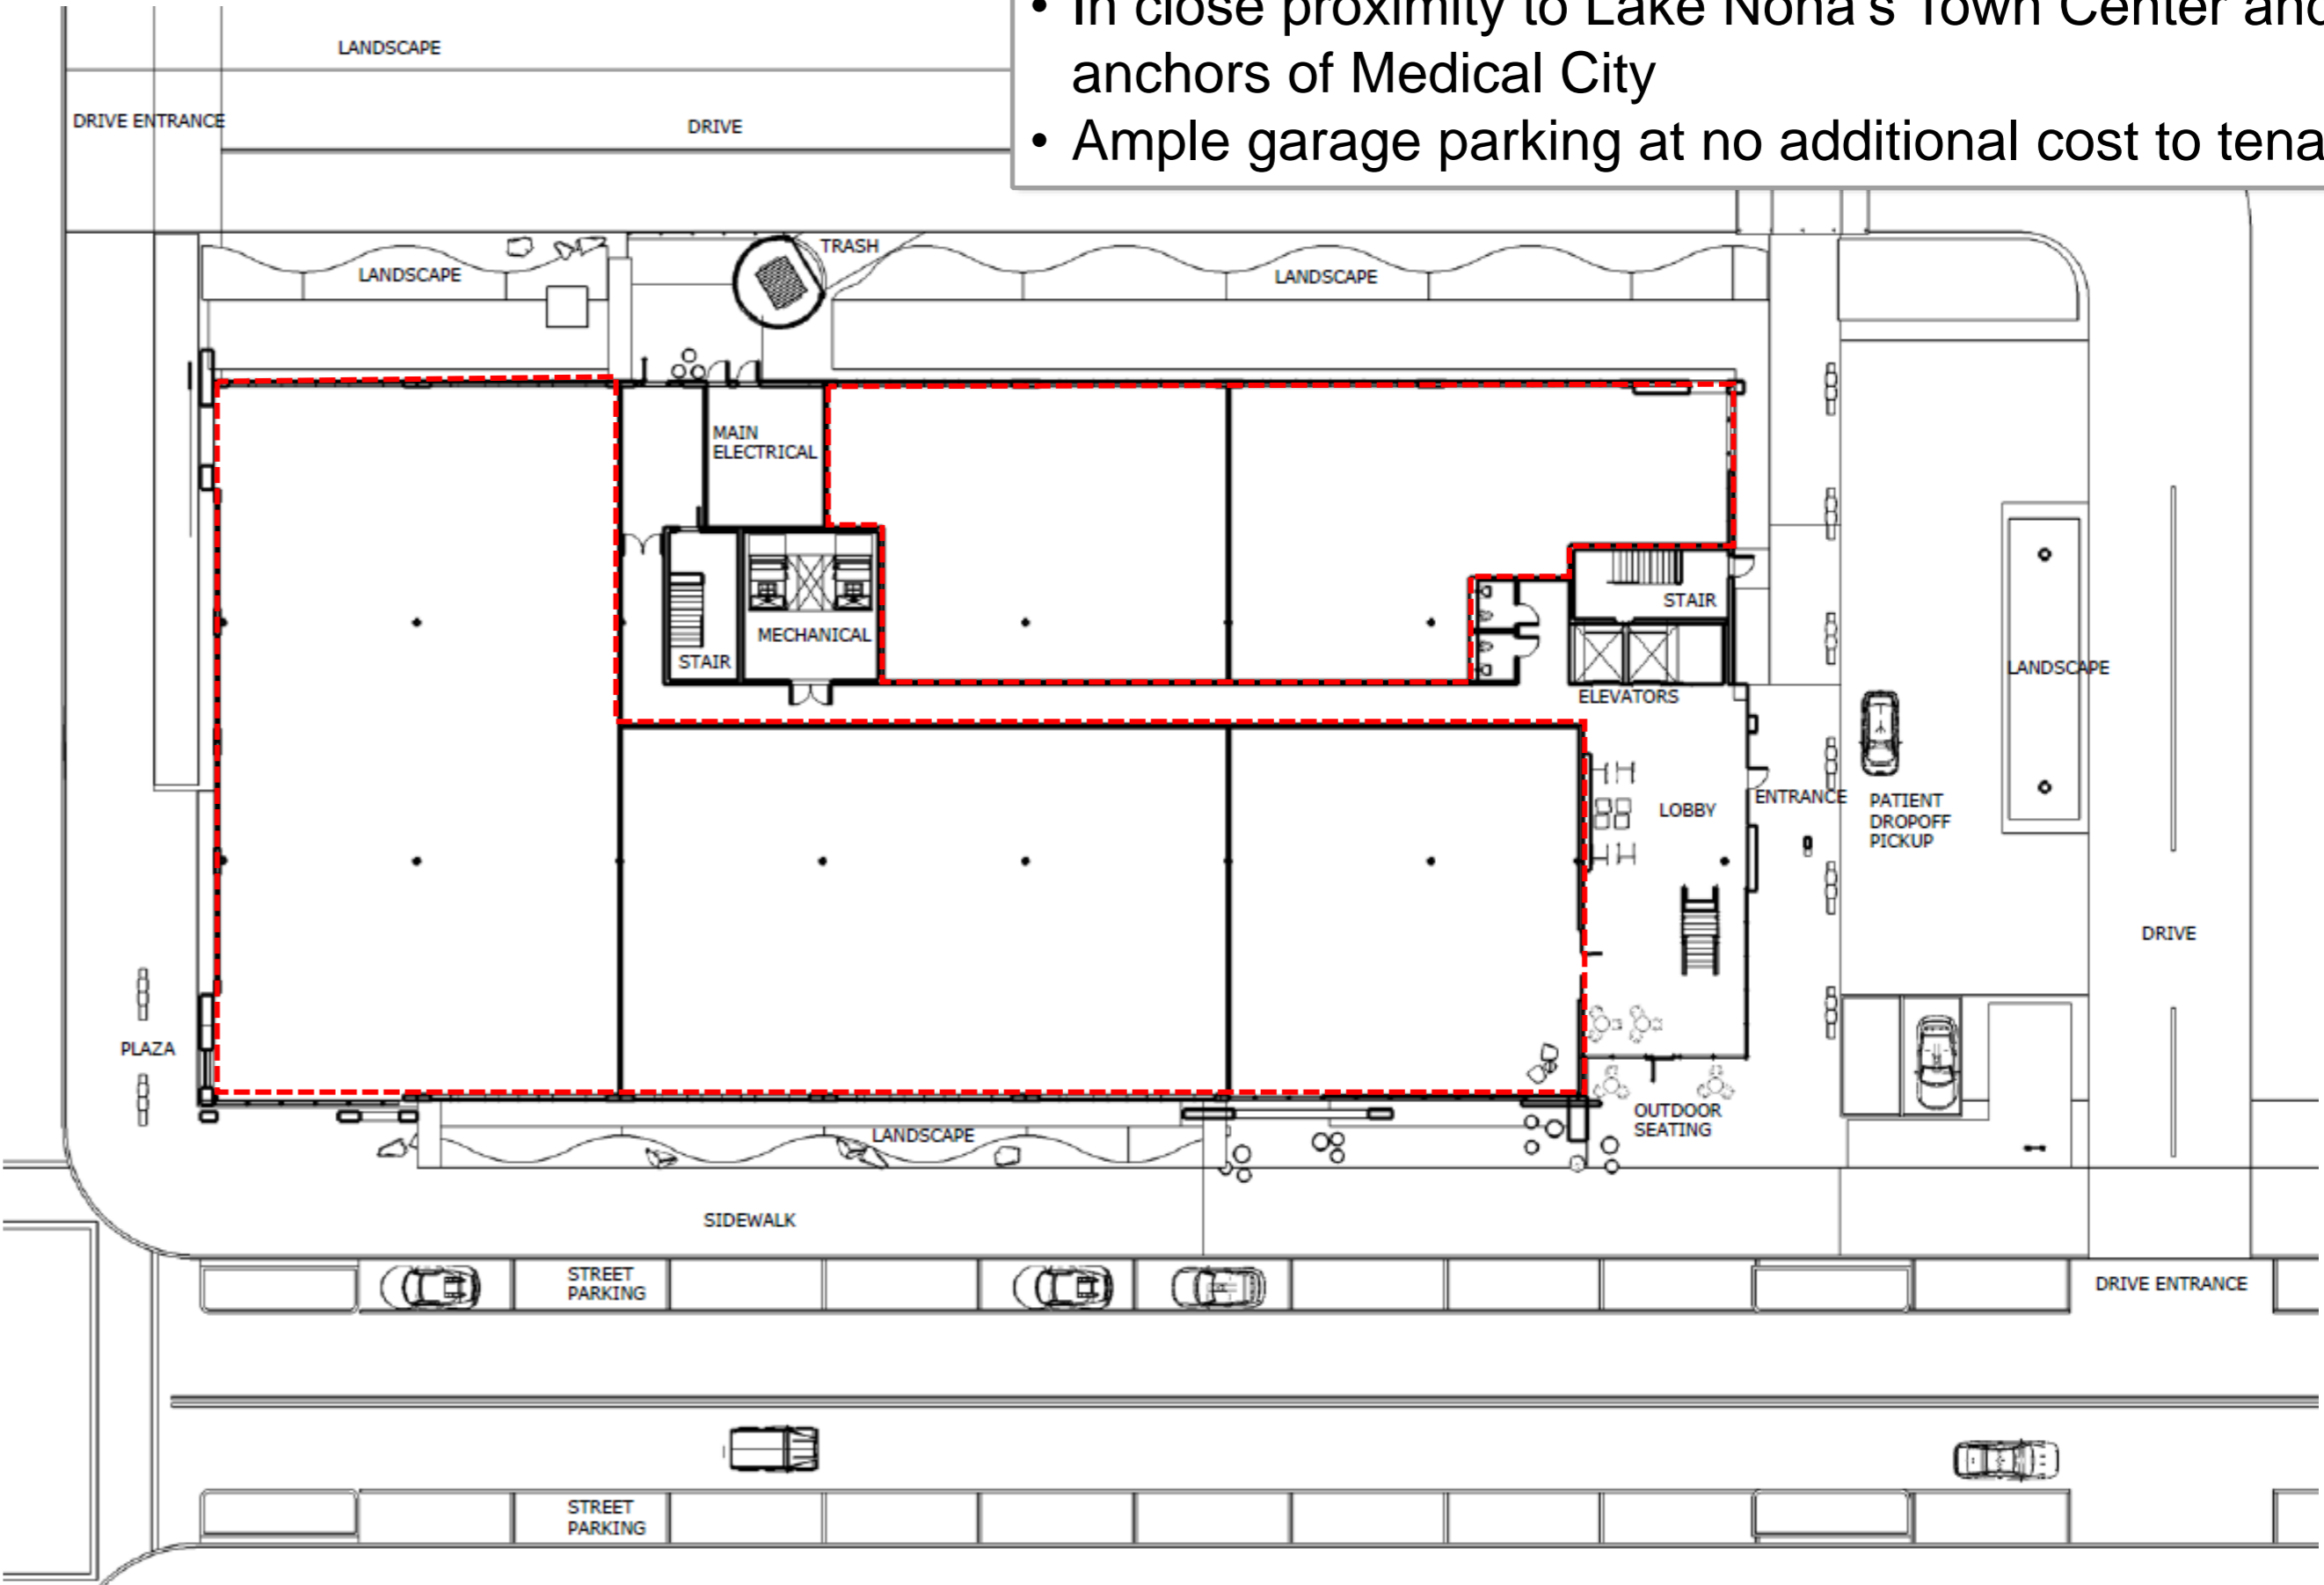 • In close proximity to Lake Nona's Town Center and
anchors of Medical City
• Ample garage parking at no additional cost to tena
LANDSCAPE
DRIVE ENTRANCE
DRIVE
TRASH
LANDSCAPE
LANDSCAPE
MAIN
ELECTRICAL
STAIR
MECHANICAL
STAIR
ELEVATORS
LANDSCAPE
LOBBY
ENTRANCE
PATIENT
DROPOFF
PICKUP
DRIVE
PLAZA
OUTDOOR
SEATING
LANDSCAPE
SIDEWALK
STREET
PARKING
DRIVE ENTRANCE
STREET
PARKING